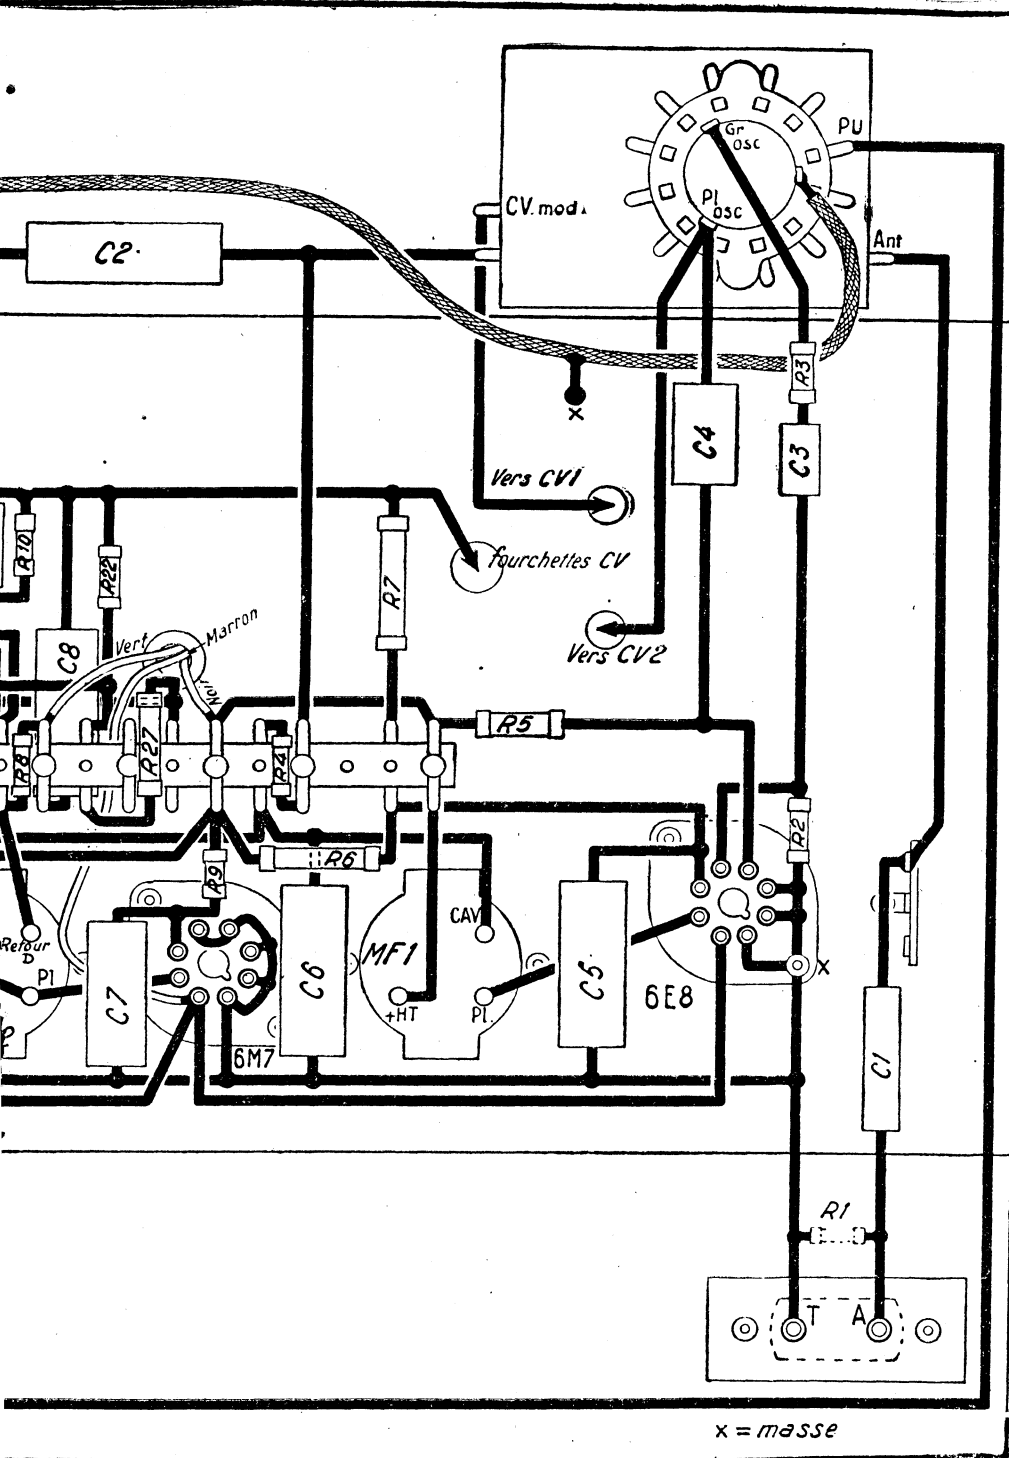 PU
Gr
osc
Pl
osc
CV. mod.
Ant
C2
R3
x
C4
C3
Vers CV1
R10
R22
fourchettes CV
R7
Marron
Vert
C8
Vers CV2
Noir
R5
R8
R27
R4
R2
R6
R9
CAV
Retour
D
MF1
x
Pl
C7
C6
C5
6E8
+HT
Pl.
6M7
C1
R1
T
A
x = masse